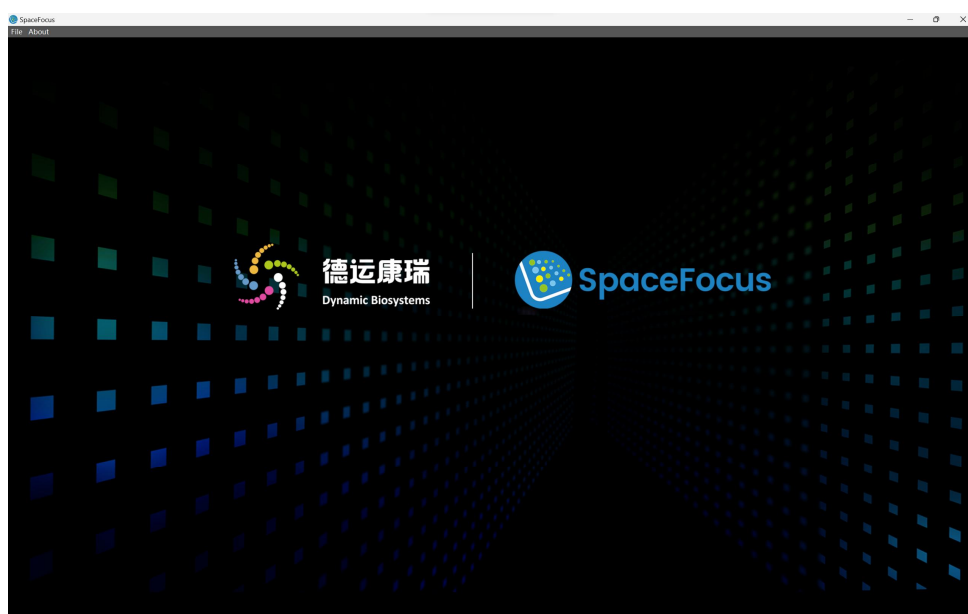 SpaceFocus
File About
德运康瑞
Dynamic Biosystems
SpaceFocus